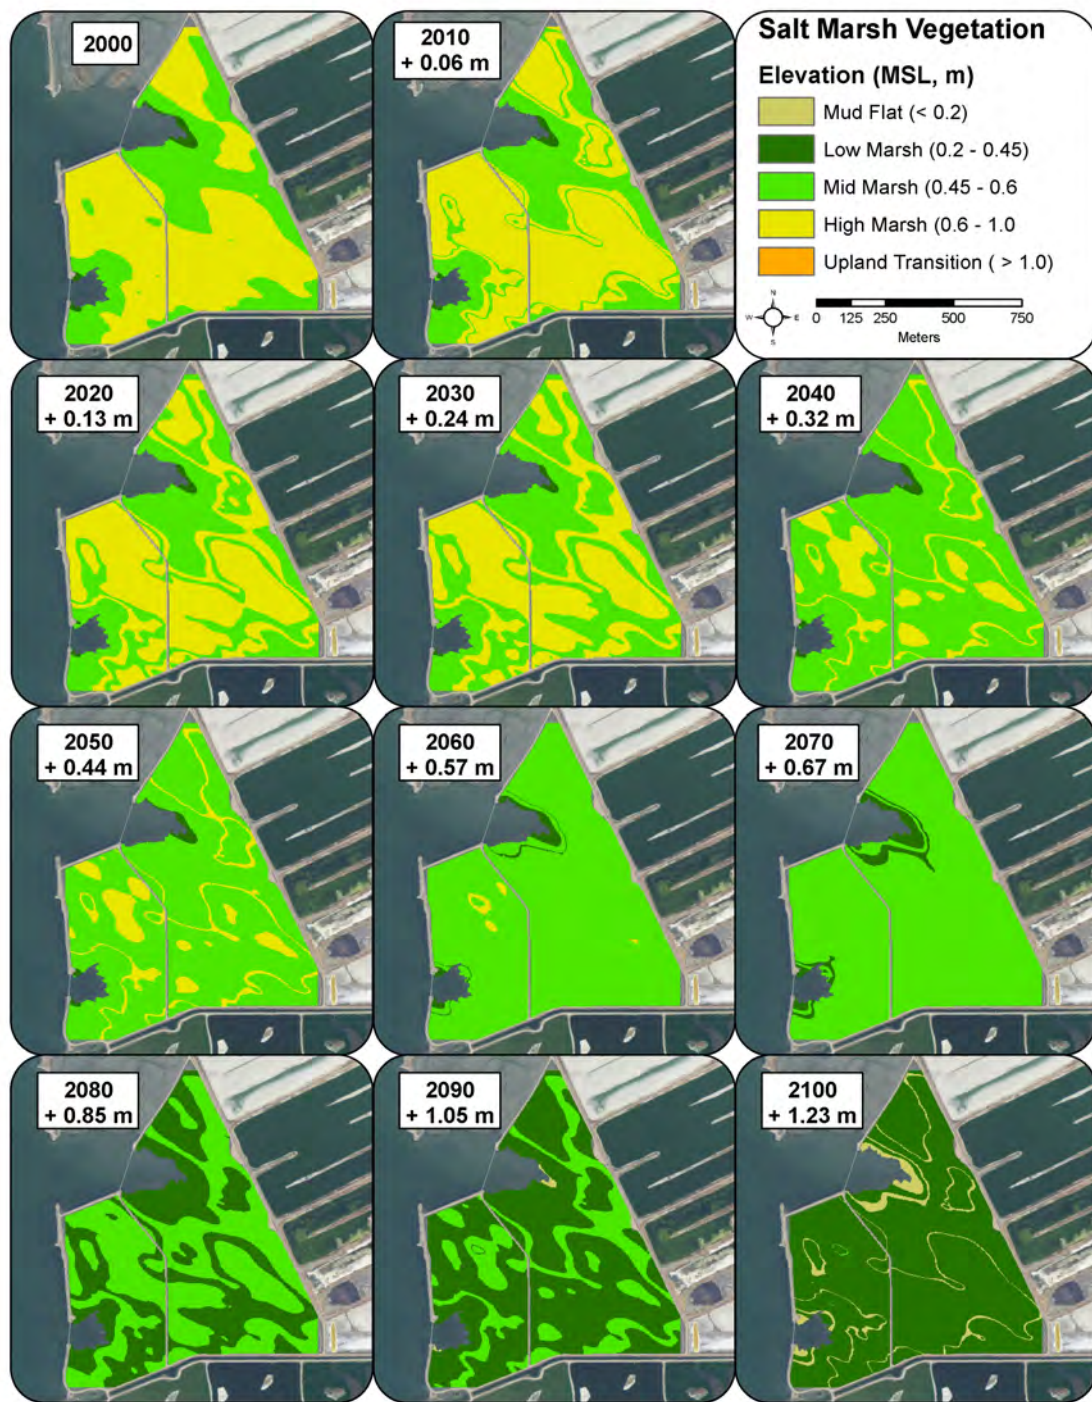 2000
2010
+ 0.06 m
Salt Marsh Vegetation
Elevation (MSL, m)
Mud Flat (< 0.2)
Low Marsh (0.2 - 0.45)
Mid Marsh (0.45 - 0.6
High Marsh (0.6 - 1.0
Upland Transition ( > 1.0)
N
W E
S
0 125 250 500 750
Meters
2020
+ 0.13 m
2030
+ 0.24 m
2040
+ 0.32 m
2050
+ 0.44 m
2060
+ 0.57 m
2070
+ 0.67 m
2080
+ 0.85 m
2090
+ 1.05 m
2100
+ 1.23 m